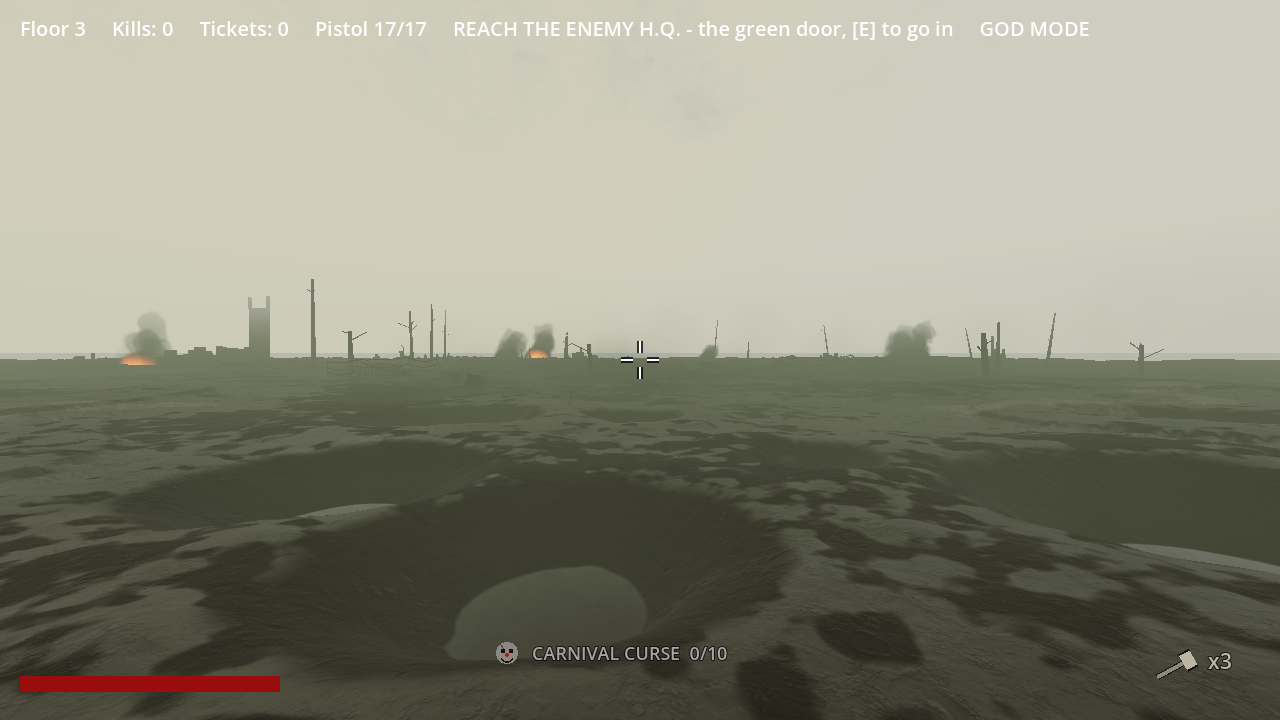 Floor 3 Kills: 0 Tickets: 0 Pistol 17/17 REACH THE ENEMY H.Q. - the green door, [E] to go in GOD MODE
CARNIVAL CURSE 0/10
x3